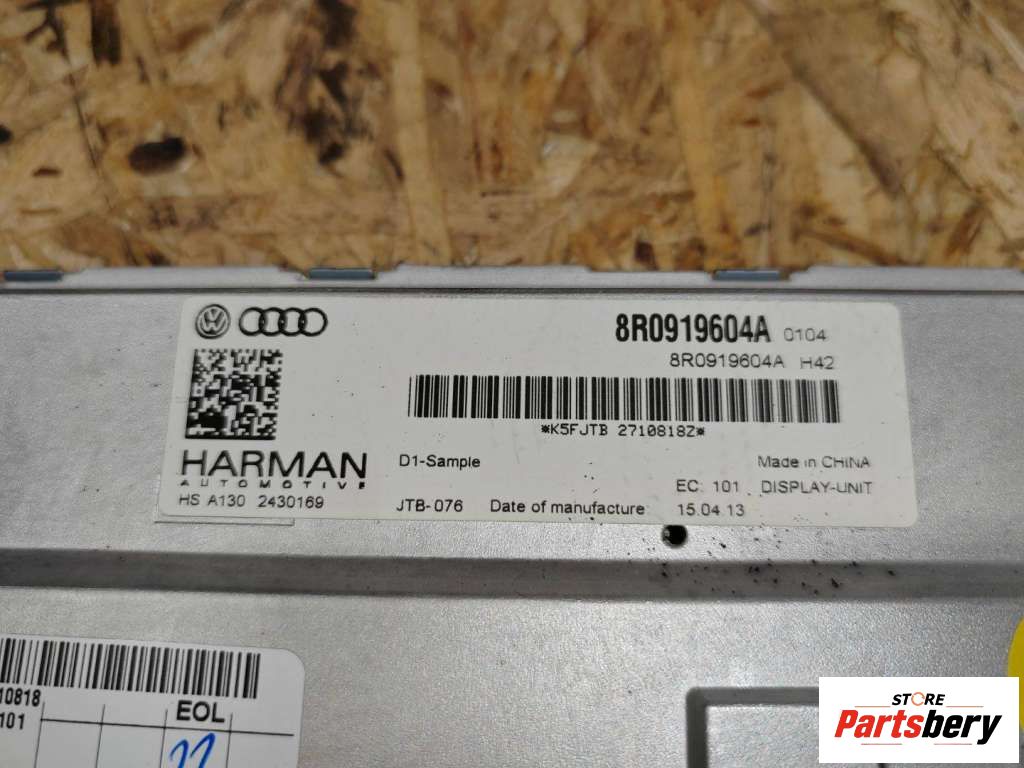 8R0919604A 0104
8R0919604A H42
*K5FJTB 2710818Z*
HARMAN
AUTOMOTIVE
D1-Sample
Made in CHINA
EC: 101 DISPLAY-UNIT
HS A130 2430169
JTB-076 Date of manufacture: 15.04.13
10818
101
EOL
22
STORE
Partsbery